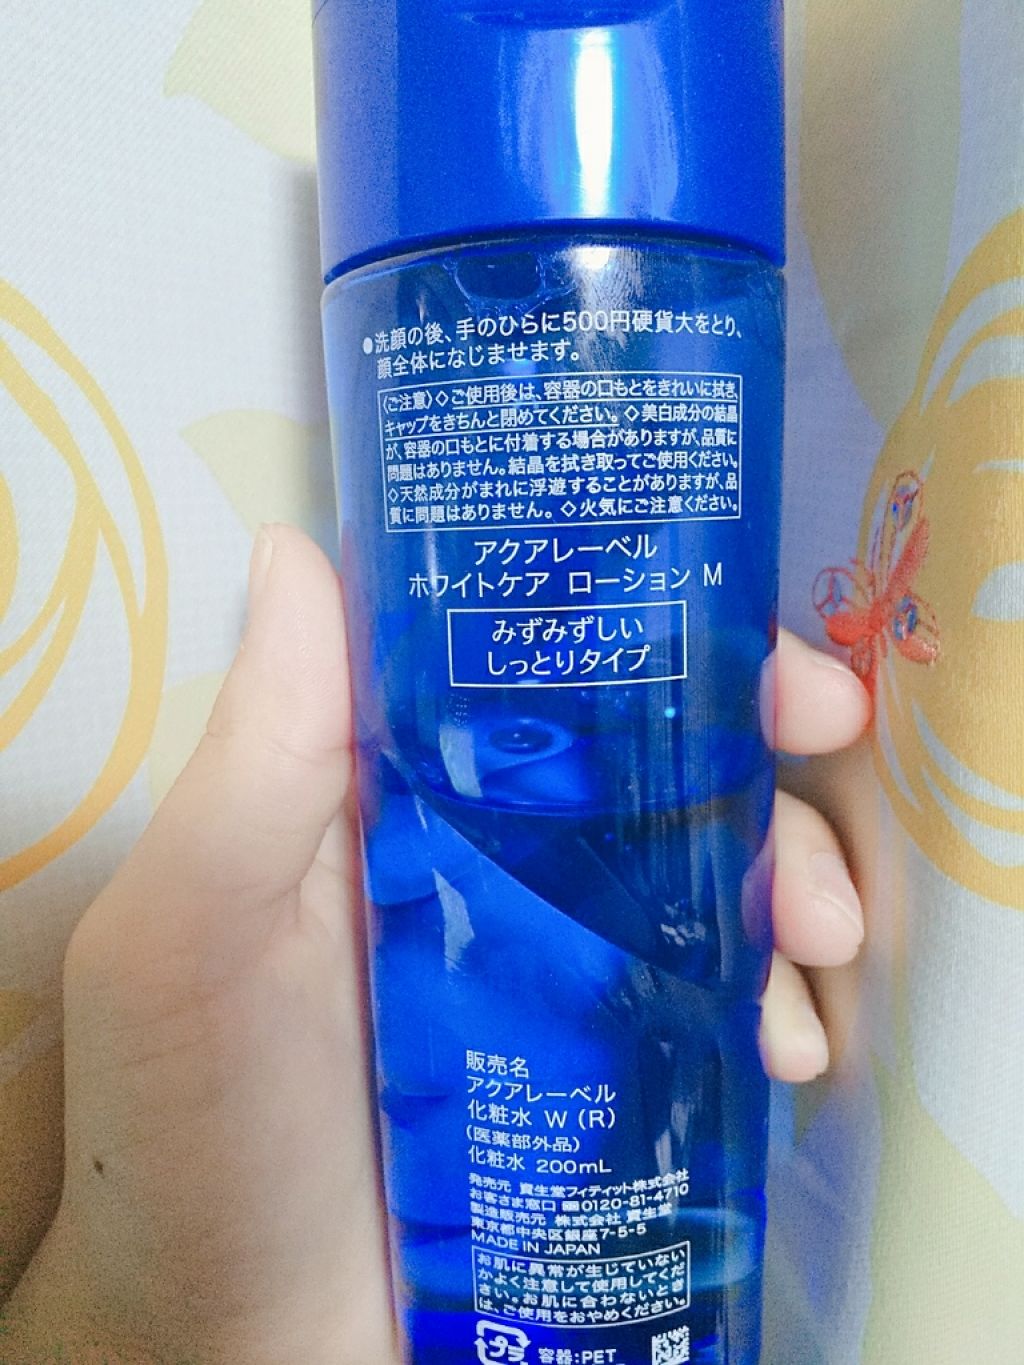 ●洗顔の後、手のひらに500円硬貨大をとり、
顔全体になじませます。
〈ご注意〉◇ご使用後は、容器の口もとをきれいに拭き、
キャップをきちんと閉めてください。◇美白成分の結晶
が、容器の口もとに付着する場合がありますが、品質に
問題はありません。結晶を拭き取ってご使用ください。
◇天然成分がまれに浮遊することがありますが、品
質に問題はありません。◇火気にご注意ください。
アクアレーベル
ホワイトケア ローション M
みずみずしい
しっとりタイプ
販売名
アクアレーベル
化粧水 W (R)
(医薬部外品)
化粧水 200mL
発売元 資生堂フィティット株式会社
お客さま窓口 0120-81-4710
製造販売元 株式会社 資生堂
東京都中央区銀座7-5-5
MADE IN JAPAN
お肌に異常が生じていない
かよく注意して使用してくだ
さい。お肌に合わないとき
は、ご使用をおやめください。
プラ
容器:PET